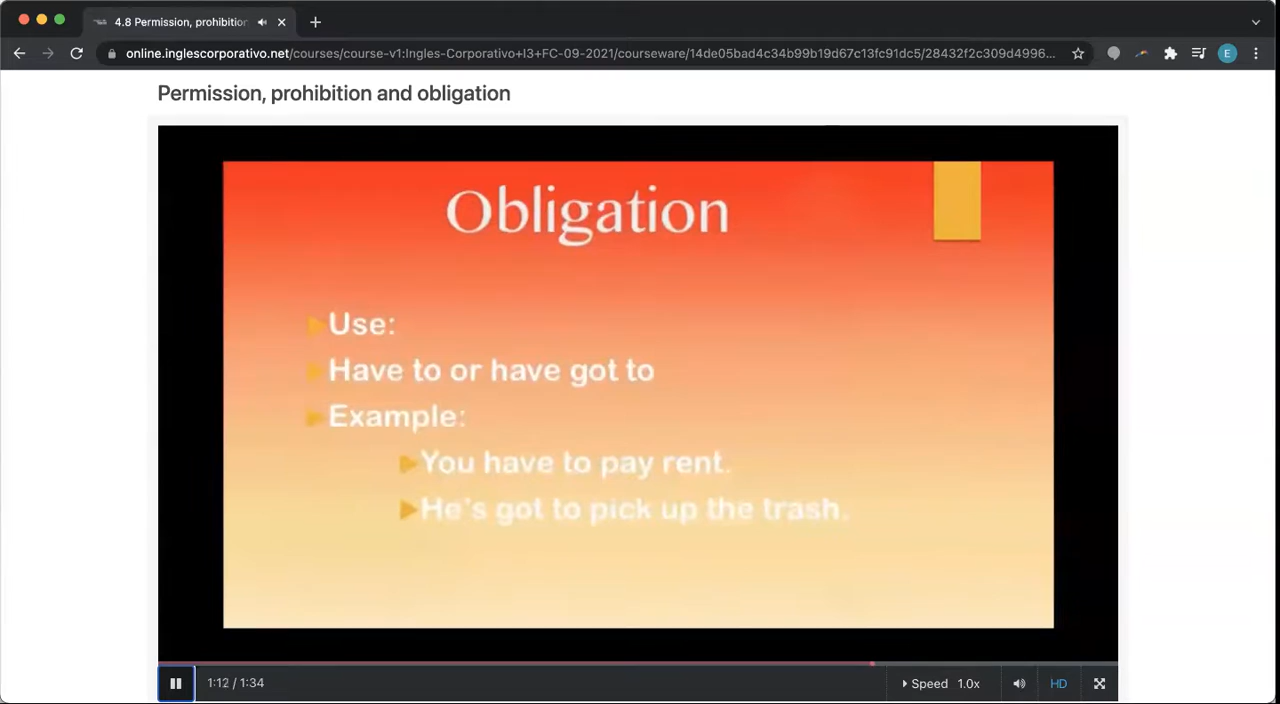 4.8 Permission, prohibition
online.inglescorporativo.net/courses/course-v1:Ingles-Corporativo+I3+FC-09-2021/courseware/14de05bad4c34b99b19d67c13fc91dc5/28432f2c309d4996...
E
Permission, prohibition and obligation
Obligation
Use:
Have to or have got to
Example:
You have to pay rent.
He's got to pick up the trash.
1:12 / 1:34
Speed 1.0x
HD